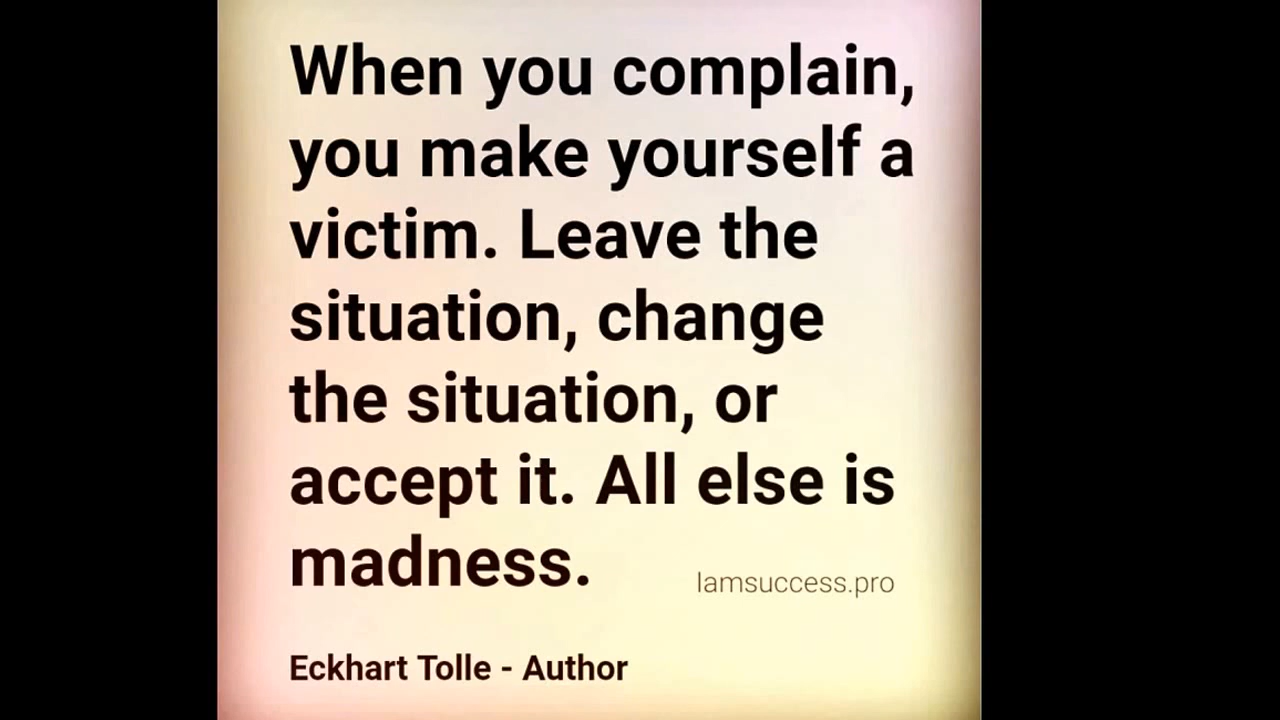 When you complain,
you make yourself a
victim. Leave the
situation, change
the situation, or
accept it. All else is
madness.
Iamsuccess.pro
Eckhart Tolle - Author